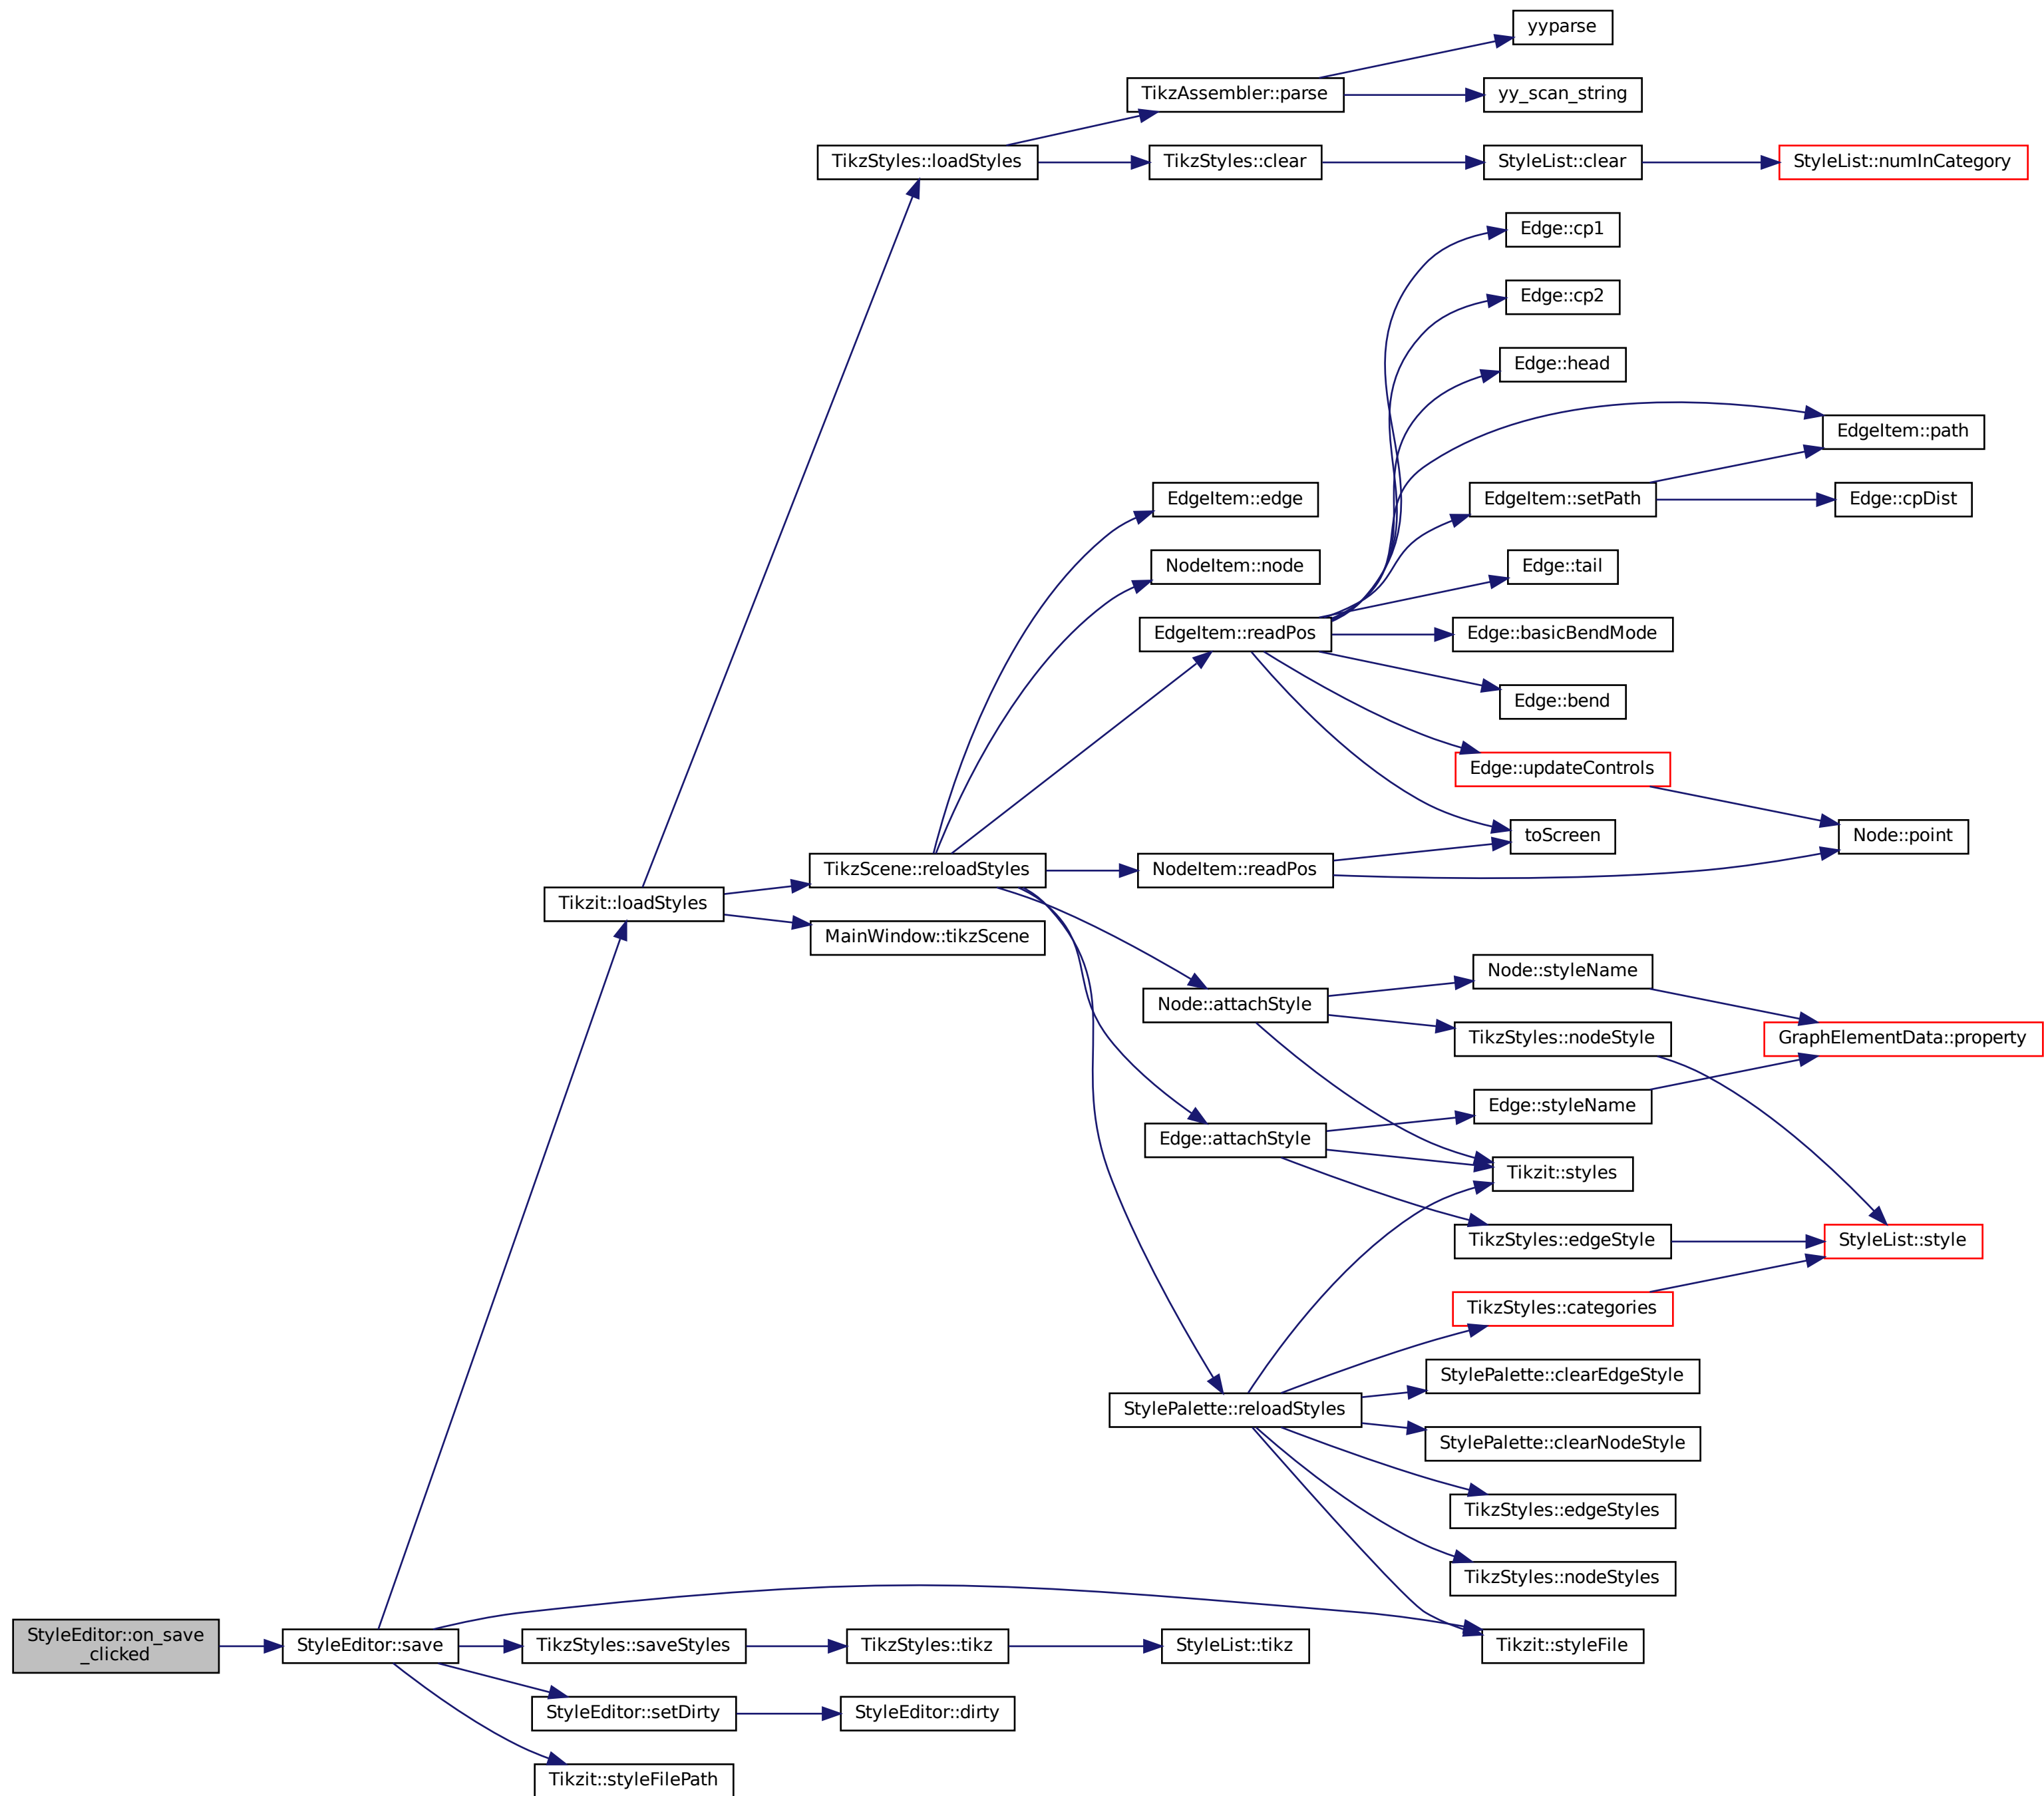 yyparse
TikzAssembler::parse
yy_scan_string
TikzStyles::loadStyles
TikzStyles::clear
StyleList::clear
StyleList::numInCategory
Edge::cp1
Edge::cp2
Edge::head
EdgeItem::path
EdgeItem::edge
EdgeItem::setPath
Edge::cpDist
NodeItem::node
Edge::tail
EdgeItem::readPos
Edge::basicBendMode
Edge::bend
Edge::updateControls
toScreen
Node::point
TikzScene::reloadStyles
NodeItem::readPos
Tikzit::loadStyles
MainWindow::tikzScene
Node::styleName
Node::attachStyle
TikzStyles::nodeStyle
GraphElementData::property
Edge::styleName
Edge::attachStyle
Tikzit::styles
TikzStyles::edgeStyle
StyleList::style
TikzStyles::categories
StylePalette::clearEdgeStyle
StylePalette::reloadStyles
StylePalette::clearNodeStyle
TikzStyles::edgeStyles
TikzStyles::nodeStyles
StyleEditor::on_save
_clicked
StyleEditor::save
TikzStyles::saveStyles
TikzStyles::tikz
StyleList::tikz
Tikzit::styleFile
StyleEditor::setDirty
StyleEditor::dirty
Tikzit::styleFilePath